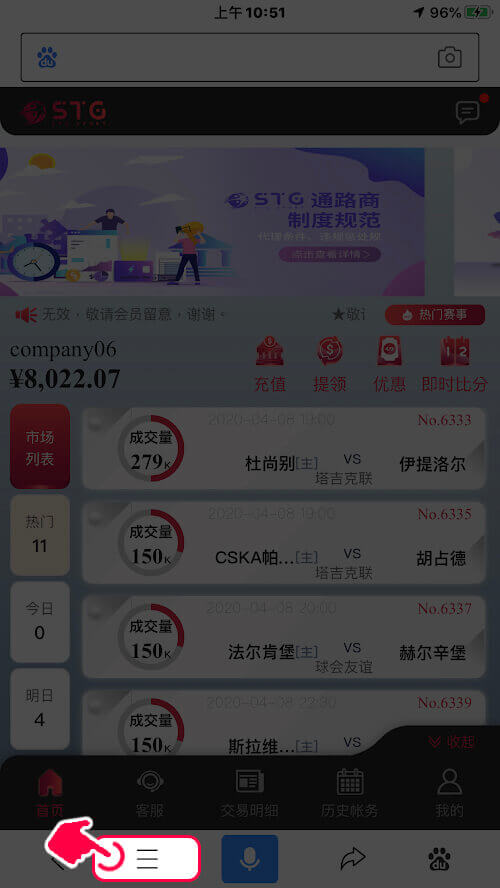 上午 10:51
96%
du
STG
STG 通路商
制度规范
代理条件、违规惩处规
点击查看详情>
无效，敬请会员留意，谢谢。
★敬请
热门赛事
company06
¥8,022.07
充值 提领 优惠 即时比分
市场
列表
2020-04-08 19:00 No.6333
成交量
279K
杜尚别[主] VS 伊提洛尔
塔吉克联
热门
11
2020-04-08 19:00 No.6335
成交量
150K
CSKA帕...[主] VS 胡占德
塔吉克联
今日
0
2020-04-08 20:00 No.6337
成交量
150K
法尔肯堡[主] VS 赫尔辛堡
球会友谊
明日
4
2020-04-08 22:30 No.6339
成交量
150K
斯拉维...[主] VS
收起
首页 客服 交易明细 历史帐务 我的
du